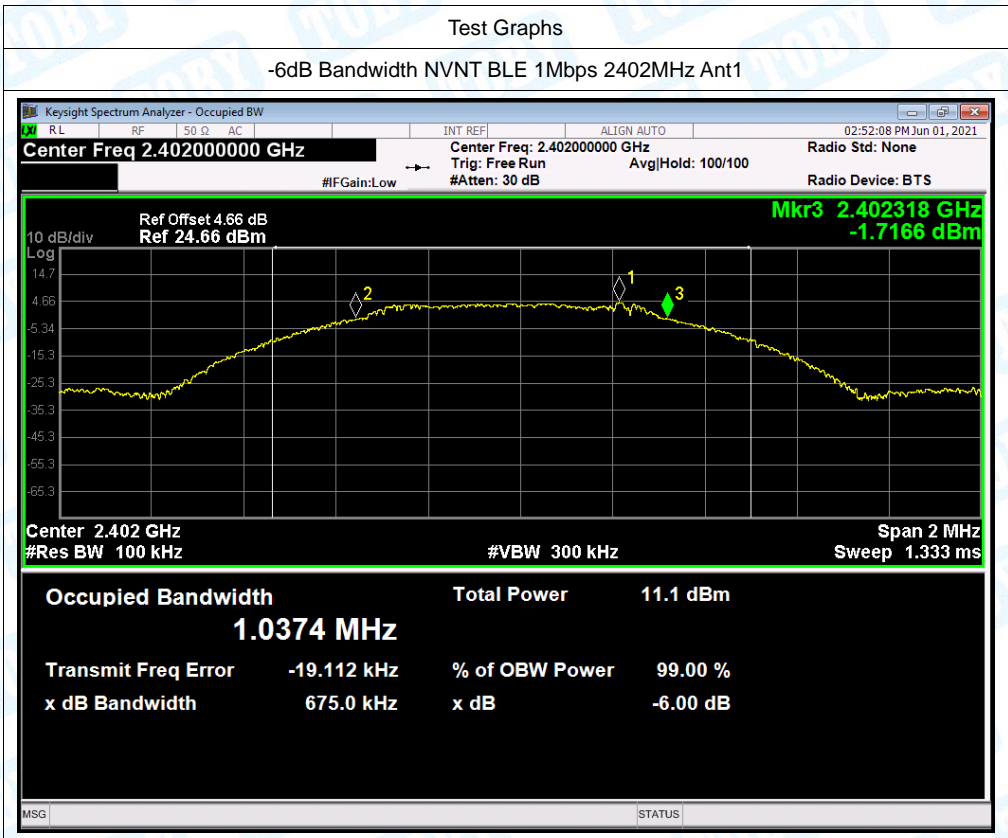 Test Graphs
-6dB Bandwidth NVNT BLE 1Mbps 2402MHz Ant1
Keysight Spectrum Analyzer - Occupied BW
LXI RL RF 50 Ω AC INT REF ALIGN AUTO 02:52:08 PM Jun 01, 2021
Center Freq 2.402000000 GHz
Center Freq: 2.402000000 GHz Radio Std: None
Trig: Free Run Avg|Hold: 100/100
#IFGain:Low #Atten: 30 dB Radio Device: BTS
Mkr3 2.402318 GHz
-1.7166 dBm
Ref Offset 4.66 dB
10 dB/div Ref 24.66 dBm
Log
14.7
4.66
-5.34
-15.3
-25.3
-35.3
-45.3
-55.3
-65.3
2
1
3
Center 2.402 GHz Span 2 MHz
#Res BW 100 kHz #VBW 300 kHz Sweep 1.333 ms
Occupied Bandwidth Total Power 11.1 dBm
1.0374 MHz
Transmit Freq Error -19.112 kHz % of OBW Power 99.00 %
x dB Bandwidth 675.0 kHz x dB -6.00 dB
MSG STATUS
TOBY